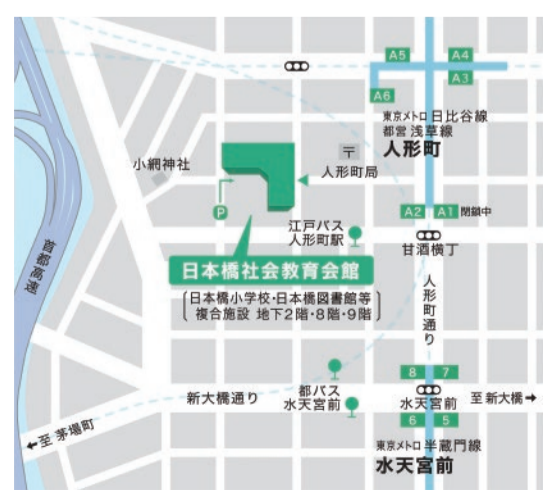 A5
A4
A3
A6
東京メトロ 日比谷線
都営 浅草線
人形町
小網神社
〒
人形町局
P
A2
A1
閉鎖中
江戸バス
人形町駅
甘酒横丁
首都高速
日本橋社会教育会館
日本橋小学校・日本橋図書館等
複合施設 地下2階・8階・9階
人形町通り
8
7
新大橋通り
都バス
水天宮前
水天宮前
至 新大橋→
6
5
←至 茅場町
東京メトロ 半蔵門線
水天宮前